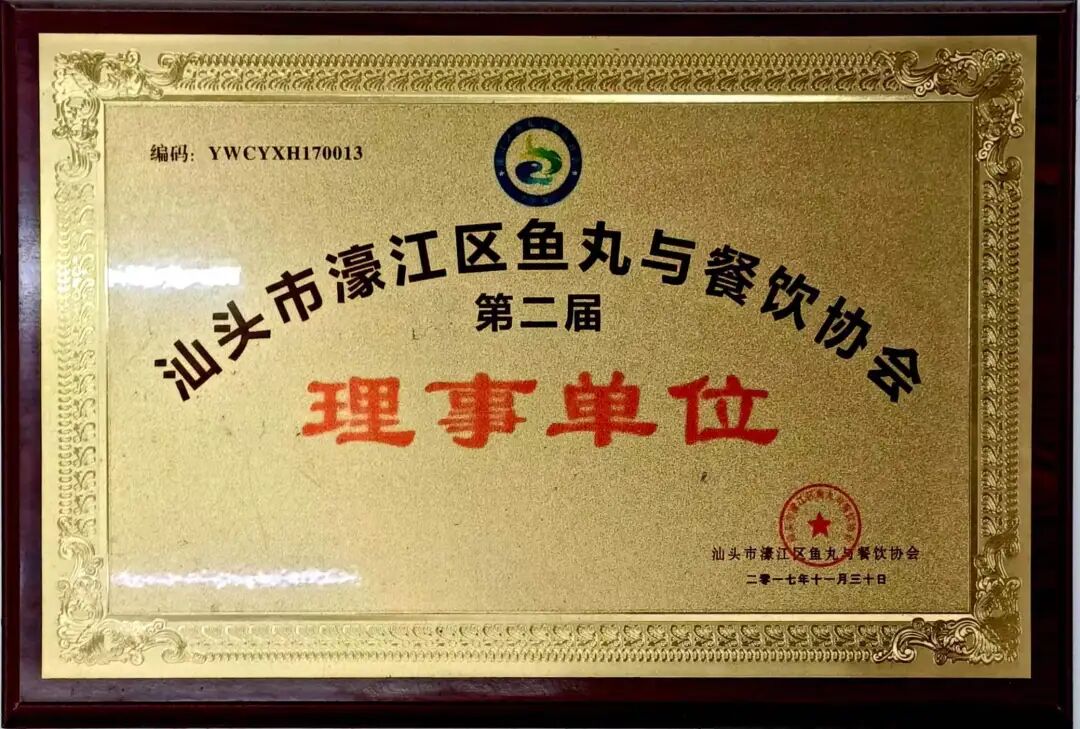 编码：YWCYXH170013
汕头市濠江区鱼丸与餐饮协会
第二届
理事单位
汕头市濠江区鱼丸与餐饮协会
二零一七年十一月三十日